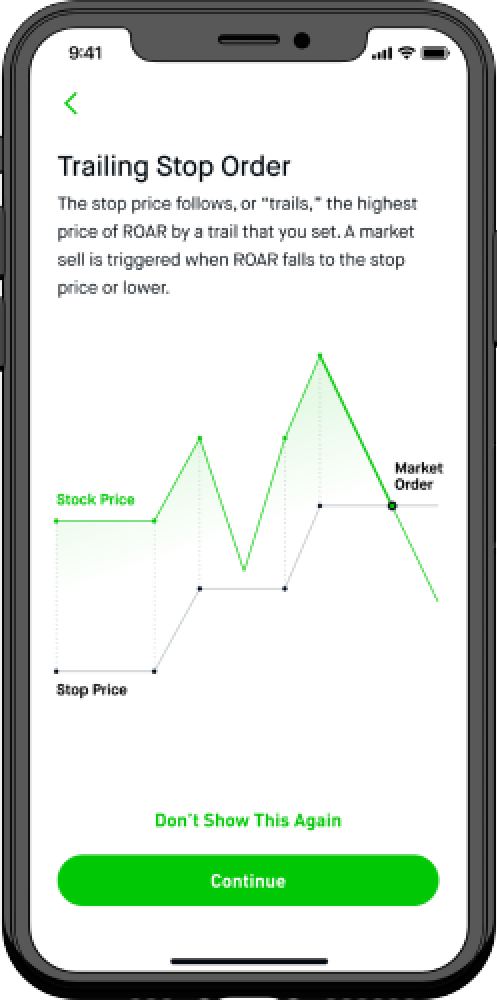 9:41
Trailing Stop Order
The stop price follows, or “trails,” the highest
price of ROAR by a trail that you set. A market
sell is triggered when ROAR falls to the stop
price or lower.
Market
Order
Stock Price
Stop Price
Don't Show This Again
Continue